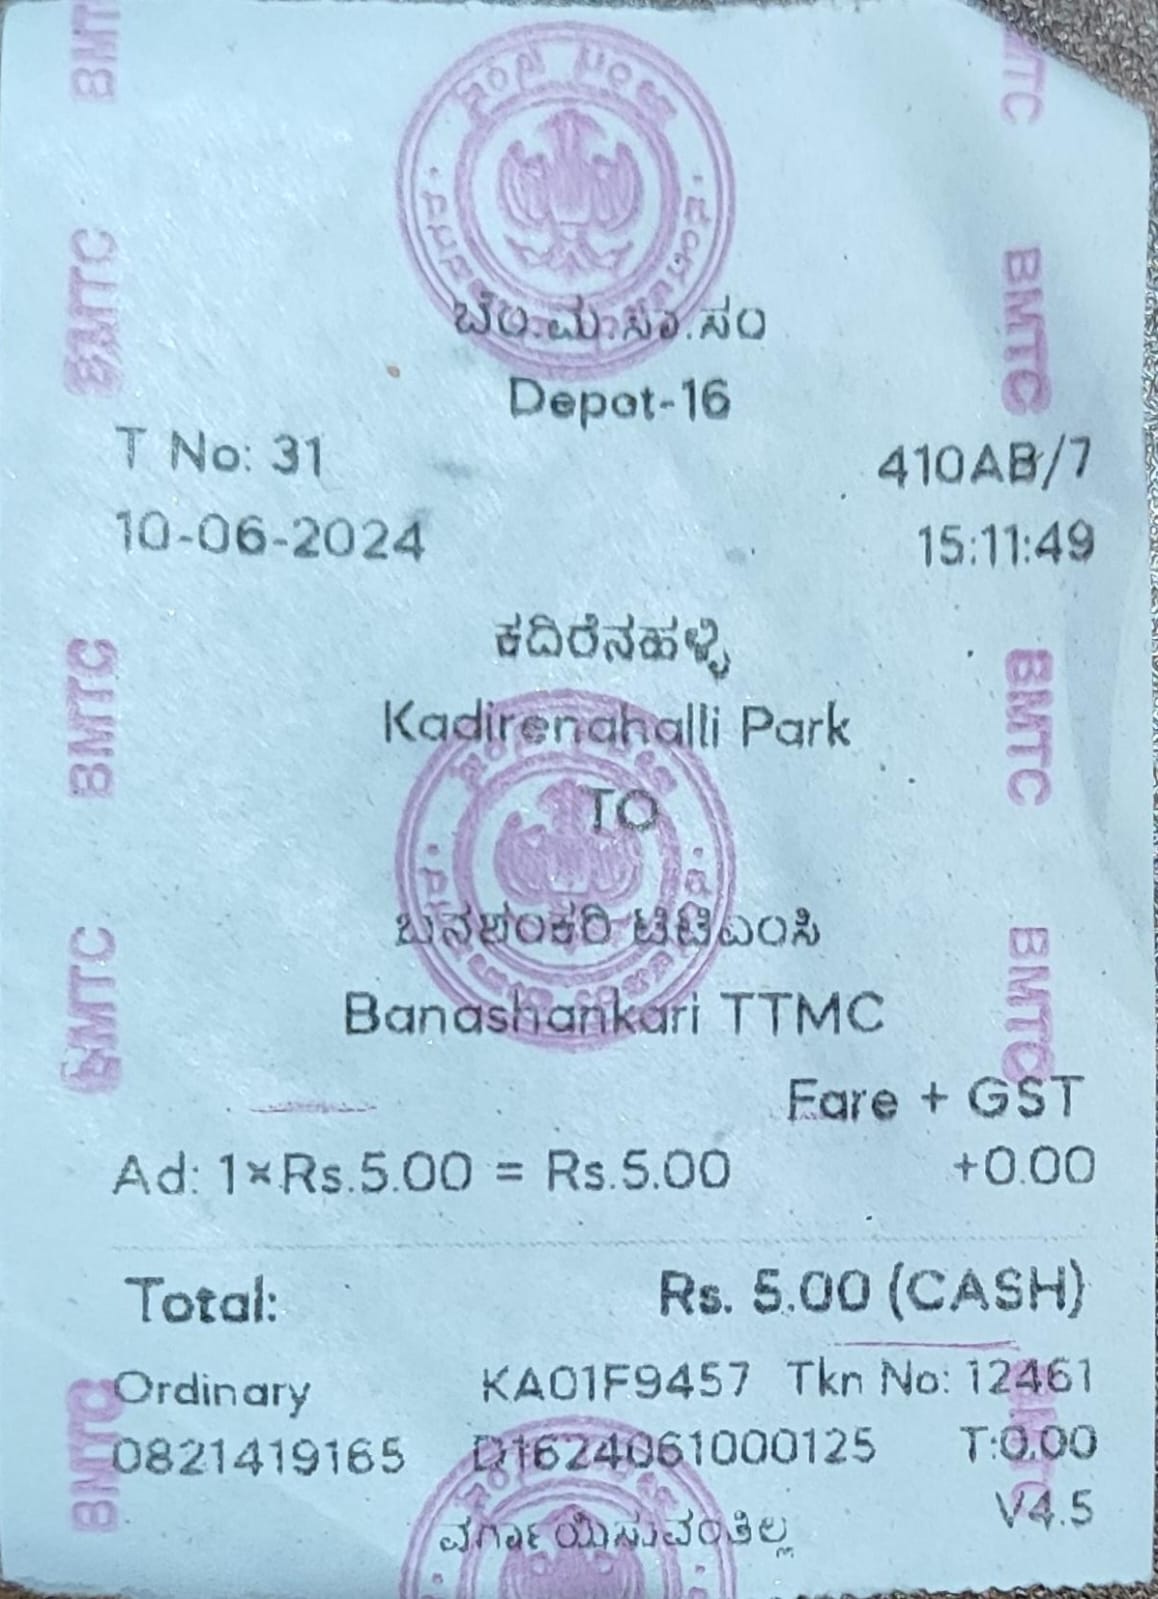 ಬೆಂ.ಮ.ಸಾ.ಸಂ
Depot-16
T No: 31 410AB/7
10-06-2024 15:11:49
ಕದಿರೆನಹಳ್ಳಿ
Kadirenahalli Park
TO
ಬನಶಂಕರಿ ಟಿಟಿಎಂಸಿ
Banashankari TTMC
Fare + GST
Ad: 1×Rs.5.00 = Rs.5.00 +0.00
Total: Rs. 5.00 (CASH)
Ordinary KA01F9457 Tkn No: 12461
0821419165 D1624061000125 T:0.00
V4.5
ವರ್ಗಾಯಿಸುವಂತಿಲ್ಲ
BMTC
BMTC
BMTC
BMTC
BMTC
BMTC
BMTC